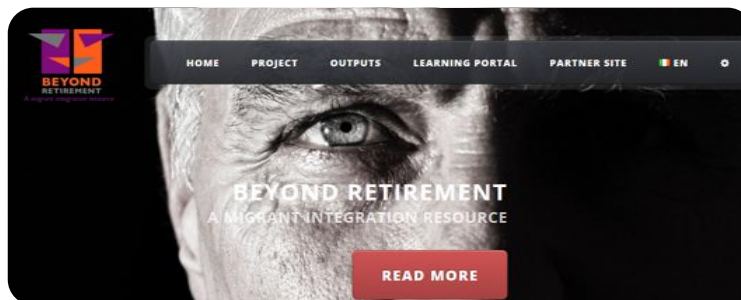 BEYOND
RETIREMENT
A migrant integration resource
HOME PROJECT OUTPUTS LEARNING PORTAL PARTNER SITE EN
BEYOND RETIREMENT
A MIGRANT INTEGRATION RESOURCE
READ MORE